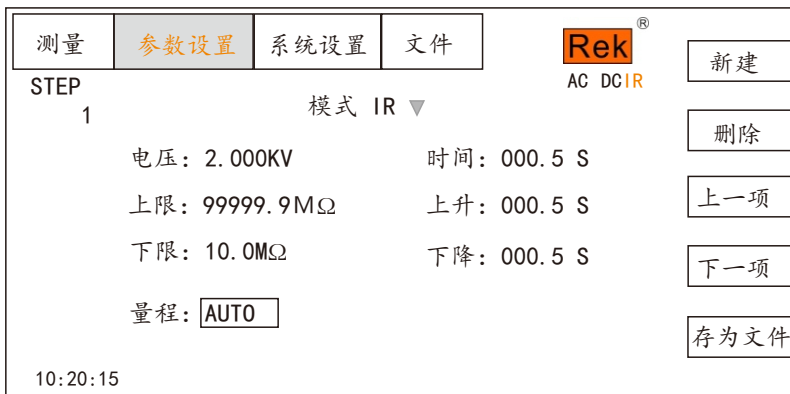 测量 参数设置 系统设置 文件 Rek® 新建
STEP AC DCIR
1 模式 IR ▼ 删除
电压: 2.000KV 时间: 000.5 S
上限: 99999.9MΩ 上升: 000.5 S 上一项
下限: 10.0MΩ 下降: 000.5 S 下一项
量程: AUTO 存为文件
10:20:15